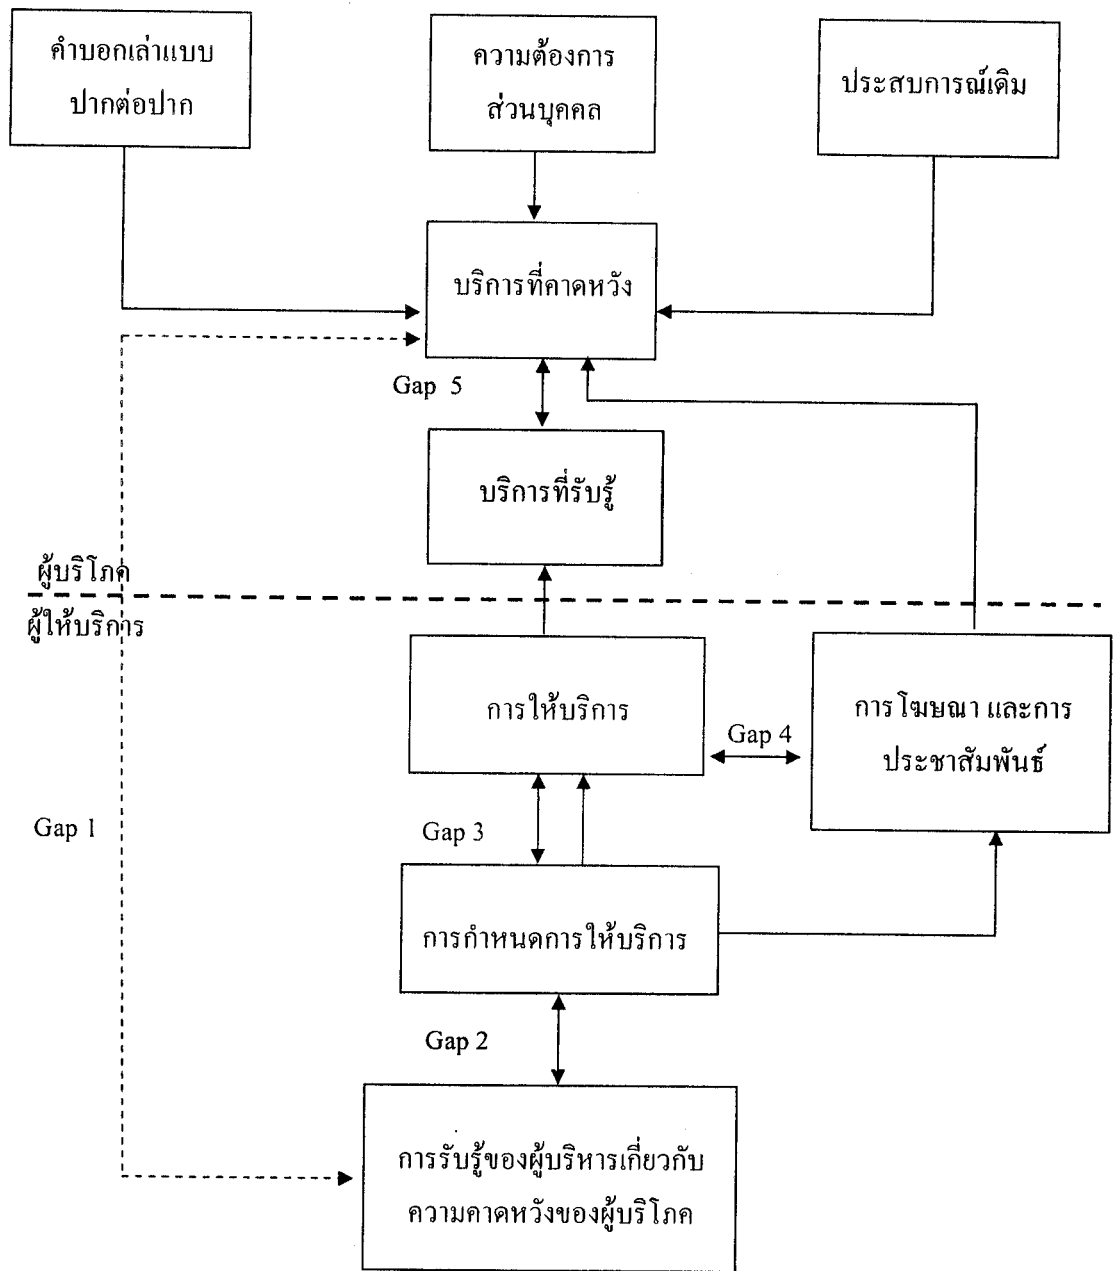 คำบอกเล่าแบบ
ปากต่อปาก
ความต้องการ
ส่วนบุคคล
ประสบการณ์เดิม
บริการที่คาดหวัง
Gap 5
บริการที่รับรู้
ผู้บริโภค
ผู้ให้บริการ
การให้บริการ
Gap 4
การโฆษณา และการ
ประชาสัมพันธ์
Gap 1
Gap 3
การกำหนดการให้บริการ
Gap 2
การรับรู้ของผู้บริหารเกี่ยวกับ
ความคาดหวังของผู้บริโภค